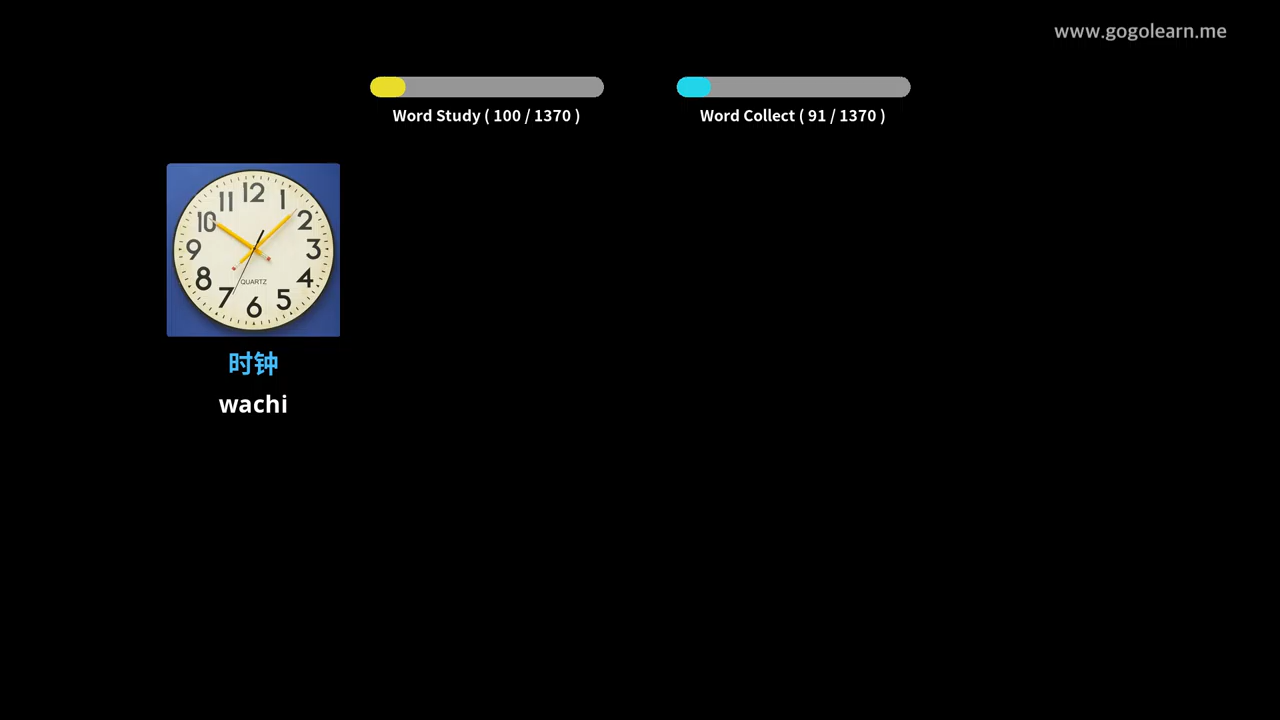 www.gogolearn.me
Word Study ( 100 / 1370 )
Word Collect ( 91 / 1370 )
12
11
1
10
2
9
3
8
4
QUARTZ
7
5
6
时钟
wachi